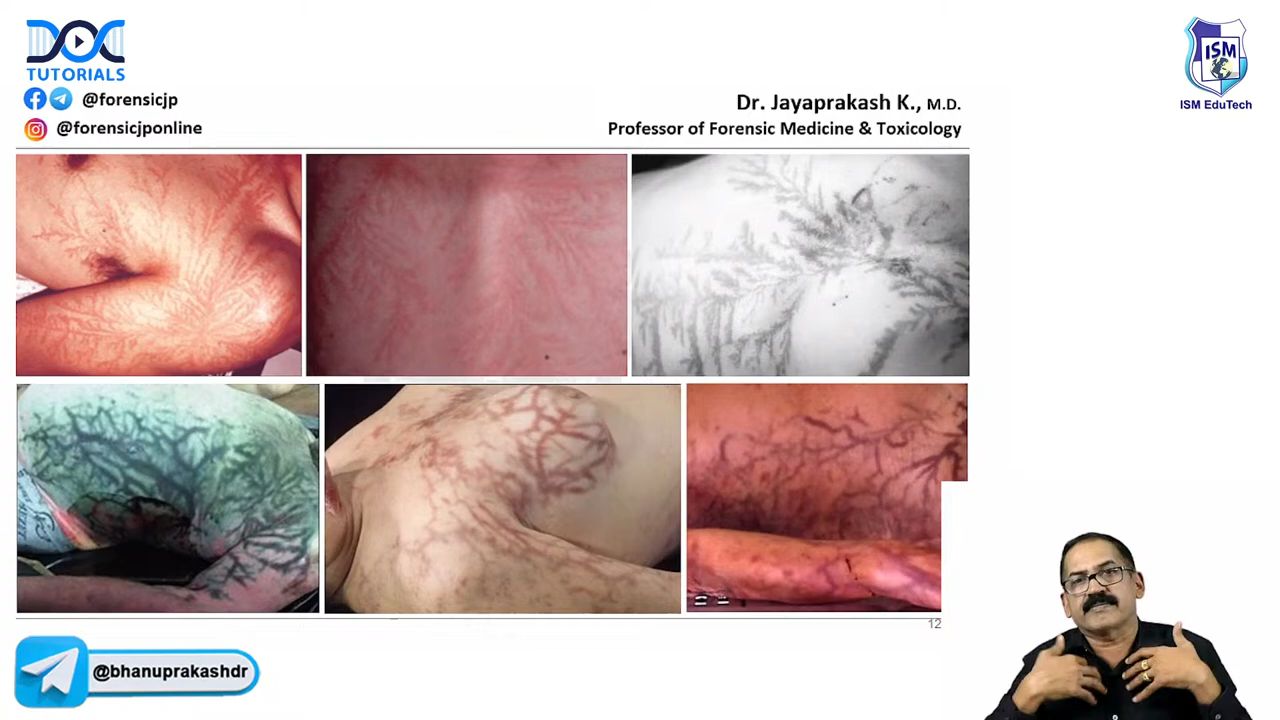 DOC
TUTORIALS
@forensicjp
@forensicjponline
Dr. Jayaprakash K., M.D.
Professor of Forensic Medicine & Toxicology
ISM
ISM EduTech
12
@bhanuprakashdr